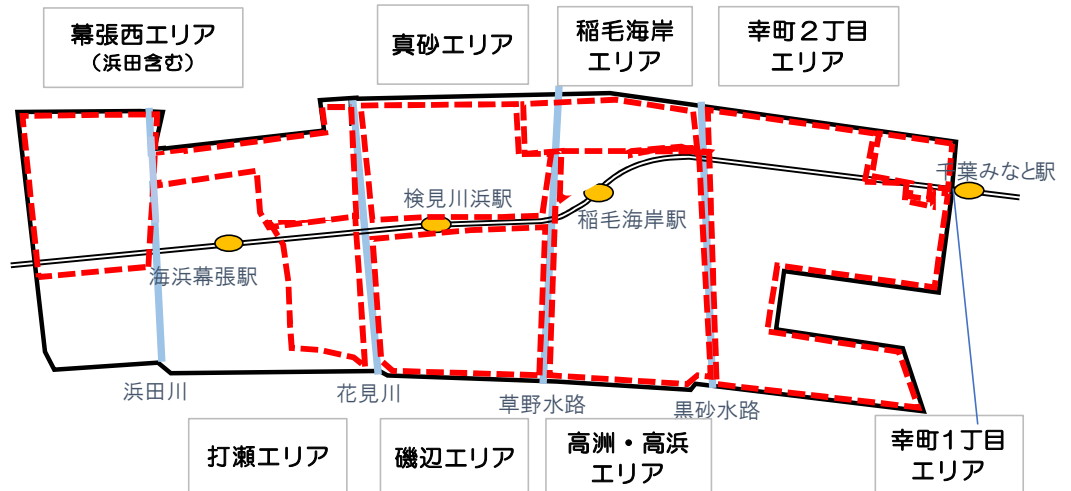 幕張西エリア
（浜田含む）
真砂エリア
稲毛海岸
エリア
幸町２丁目
エリア
千葉みなと駅
検見川浜駅
稲毛海岸駅
海浜幕張駅
浜田川
花見川
草野水路
黒砂水路
打瀬エリア
磯辺エリア
高洲・高浜
エリア
幸町１丁目
エリア